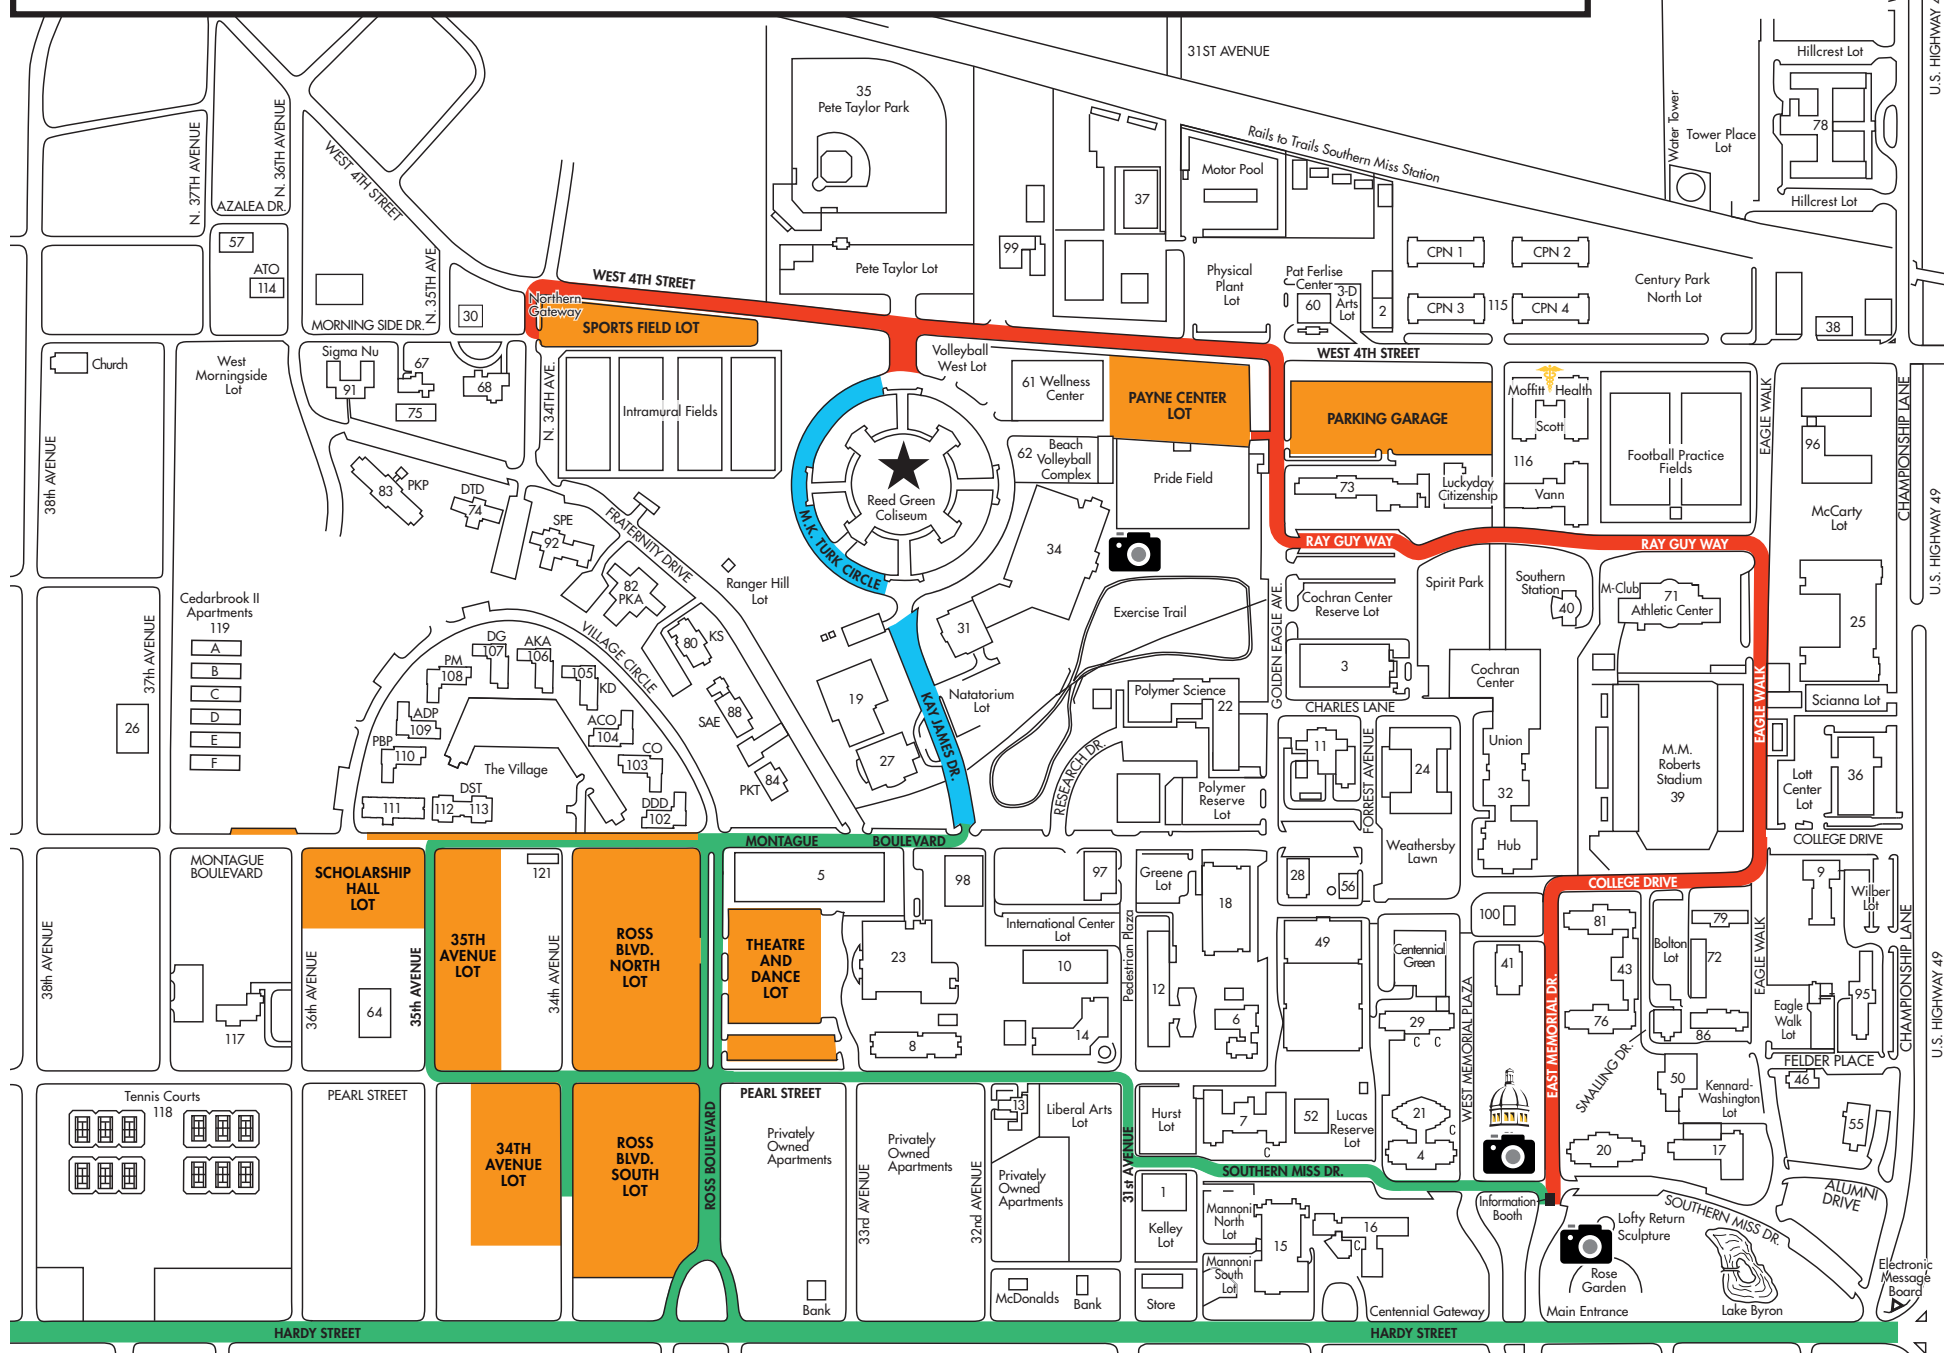 31ST AVENUE
U.S. HIGHWAY 4
Hillcrest Lot
78
Hillcrest Lot
Water Tower
Tower Place
Lot
35
Pete Taylor Park
Rails to Trails Southern Miss Station
Motor Pool
37
99
Pete Taylor Lot
N. 37TH AVENUE
N. 36TH AVENUE
AZALEA DR.
WEST 4TH STREET
57
ATO
114
N. 35TH AVE
MORNING SIDE DR.
30
Northern
Gateway
WEST 4TH STREET
SPORTS FIELD LOT
Physical
Plant
Lot
Pat Ferlise
Center
60
3-D
Arts
Lot
2
CPN 1
CPN 2
CPN 3
115
CPN 4
Century Park
North Lot
38
WEST 4TH STREET
Church
West
Morningside
Lot
Sigma Nu
91
67
75
68
N. 34TH AVE.
Intramural Fields
Volleyball
West Lot
61 Wellness
Center
PAYNE CENTER
LOT
PARKING GARAGE
Moffitt Health
Scott
116
Vann
Football Practice
Fields
EAGLE WALK
96
McCarty
Lot
CHAMPIONSHIP LANE
U.S. HIGHWAY 49
38th AVENUE
83
PKP
DTD
74
SPE
92
FRATERNITY DRIVE
82
PKA
Reed Green
Coliseum
M.K. TURK CIRCLE
62
Beach
Volleyball
Complex
34
Pride Field
73
Luckyday
Citizenship
RAY GUY WAY
RAY GUY WAY
Ranger Hill
Lot
Cedarbrook II
Apartments
119
A
B
C
D
E
F
37th AVENUE
26
VILLAGE CIRCLE
80
KS
DG
107
AKA
106
PM
108
105
KD
ADP
109
ACO
104
PBP
110
CO
103
The Village
111
112
DST
113
DDD
102
SAE
88
PKT
84
31
19
27
Natatorium
Lot
KAY JAMES DR.
Exercise Trail
GOLDEN EAGLE AVE.
Cochran Center
Reserve Lot
Spirit Park
Southern
Station
40
M-Club
71
Athletic Center
25
3
CHARLES LANE
Cochran
Center
Polymer Science
22
RESEARCH DR.
Polymer
Reserve
Lot
11
FORREST AVENUE
24
Weathersby
Lawn
Union
32
Hub
M.M.
Roberts
Stadium
39
EAGLE WALK
Scianna Lot
Lott
Center
Lot
36
COLLEGE DRIVE
MONTAGUE
BOULEVARD
MONTAGUE
BOULEVARD
SCHOLARSHIP
HALL
LOT
35TH
AVENUE
LOT
121
ROSS
BLVD.
NORTH
LOT
THEATRE
AND
DANCE
LOT
5
98
97
Greene
Lot
18
28
56
100
COLLEGE DRIVE
9
Wilber
Lot
International Center
Lot
23
10
12
Pedestrian Plaza
14
8
6
49
Centennial
Green
29
C C
41
WEST MEMORIAL PLAZA
EAST MEMORIAL DR.
81
43
76
79
Bolton
Lot
72
86
EAGLE WALK
95
Eagle
Walk
Lot
FELDER PLACE
CHAMPIONSHIP LANE
U.S. HIGHWAY 49
38th AVENUE
36th AVENUE
35th AVENUE
34th AVENUE
117
64
Tennis Courts
118
PEARL STREET
34TH
AVENUE
LOT
ROSS
BLVD.
SOUTH
LOT
ROSS BOULEVARD
PEARL STREET
Privately
Owned
Apartments
33rd AVENUE
Privately
Owned
Apartments
32nd AVENUE
13
Liberal Arts
Lot
Privately
Owned
Apartments
31st AVENUE
Hurst
Lot
7
C
52
Lucas
Reserve
Lot
21
C
4
SMALLING DR.
50
Kennard-
Washington
Lot
46
55
20
17
SOUTHERN MISS DR.
1
Kelley
Lot
Mannoni
North
Lot
Mannoni
South
Lot
15
16
C
Information
Booth
Lofty Return
Sculpture
SOUTHERN MISS DR.
ALUMNI
DRIVE
Rose
Garden
Lake Byron
Electronic
Message
Board
McDonalds
Bank
Bank
Store
Centennial Gateway
Main Entrance
HARDY STREET
HARDY STREET